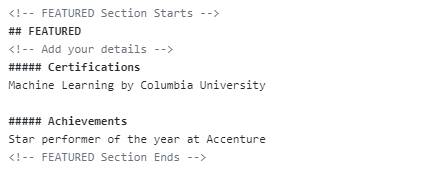 <!-- FEATURED Section Starts -->
## FEATURED
<!-- Add your details -->
##### Certifications
Machine Learning by Columbia University

##### Achievements
Star performer of the year at Accenture
<!-- FEATURED Section Ends -->